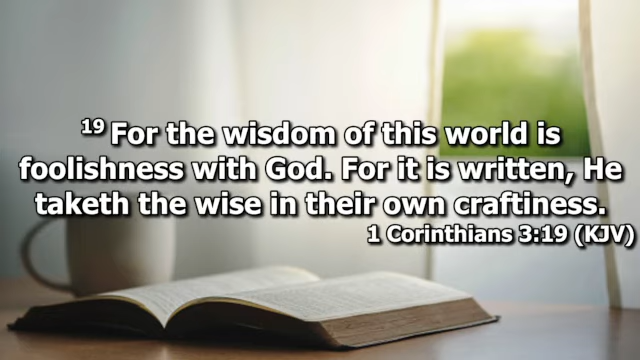 19 For the wisdom of this world is
foolishness with God. For it is written, He
taketh the wise in their own craftiness.
1 Corinthians 3:19 (KJV)